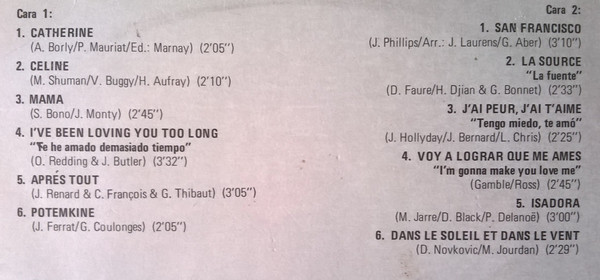 Cara 1:
1. CATHERINE
(A. Borly/P. Mauriat/Ed.: Marnay) (2'05'')
2. CELINE
(M. Shuman/V. Buggy/H. Aufray) (2'10'')
3. MAMA
(S. Bono/J. Monty) (2'45'')
4. I'VE BEEN LOVING YOU TOO LONG
"Te he amado demasiado tiempo"
(O. Redding & J. Butler) (3'32'')
5. APRÉS TOUT
(J. Renard & C. François & G. Thibaut) (3'05'')
6. POTEMKINE
(J. Ferrat/G. Coulonges) (2'05'')
Cara 2:
1. SAN FRANCISCO
(J. Phillips/Arr.: J. Laurens/G. Aber) (3'10'')
2. LA SOURCE
"La fuente"
(D. Faure/H. Djian & G. Bonnet) (2'33'')
3. J'AI PEUR, J'AI T'AIME
"Tengo miedo, te amó"
(J. Hollyday/J. Bernard/L. Chris) (2'25'')
4. VOY A LOGRAR QUE ME AMES
"I'm gonna make you love me"
(Gamble/Ross) (2'45'')
5. ISADORA
(M. Jarre/D. Black/P. Delanoë) (3'00'')
6. DANS LE SOLEIL ET DANS LE VENT
(D. Novkovic/M. Jourdan) (2'29'')